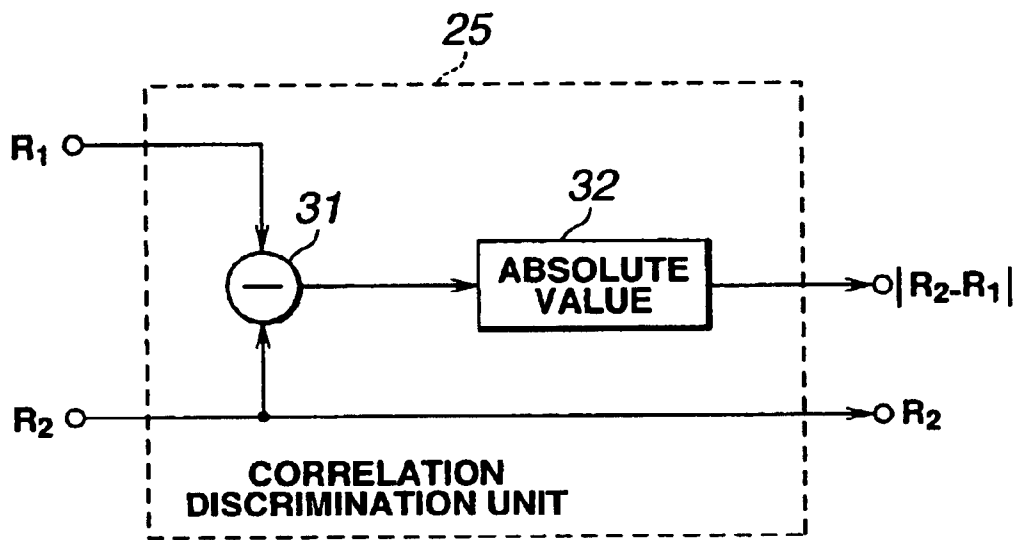 25
R₁
31
32
—
ABSOLUTE
VALUE
|R₂-R₁|
R₂
R₂
CORRELATION
DISCRIMINATION UNIT